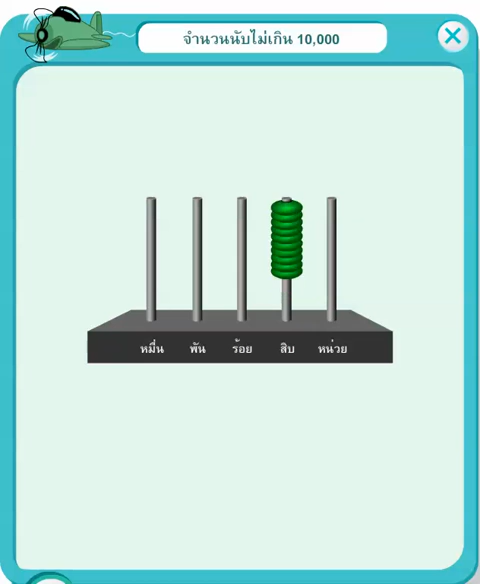 จำนวนนับไม่เกิน 10,000
หมื่น พัน ร้อย สิบ หน่วย